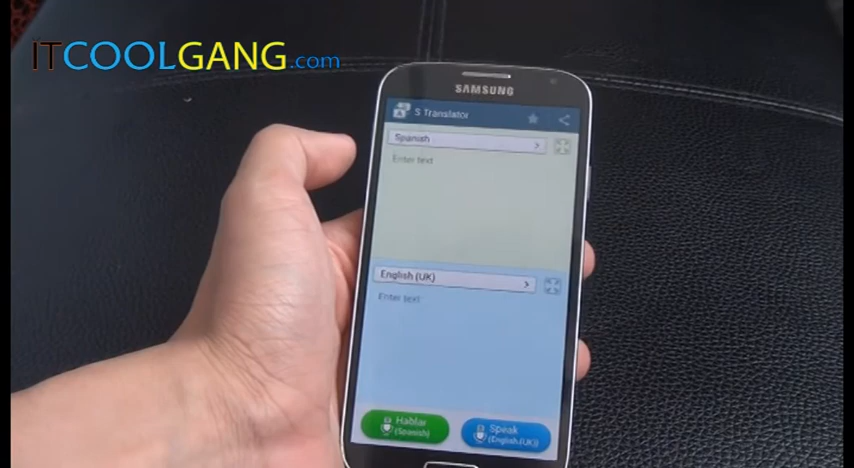 ITCOOLGANG.com
SAMSUNG
S Translator
Spanish
Enter text
English (UK)
Enter text
Hablar
(Spanish)
Speak
(English (UK))